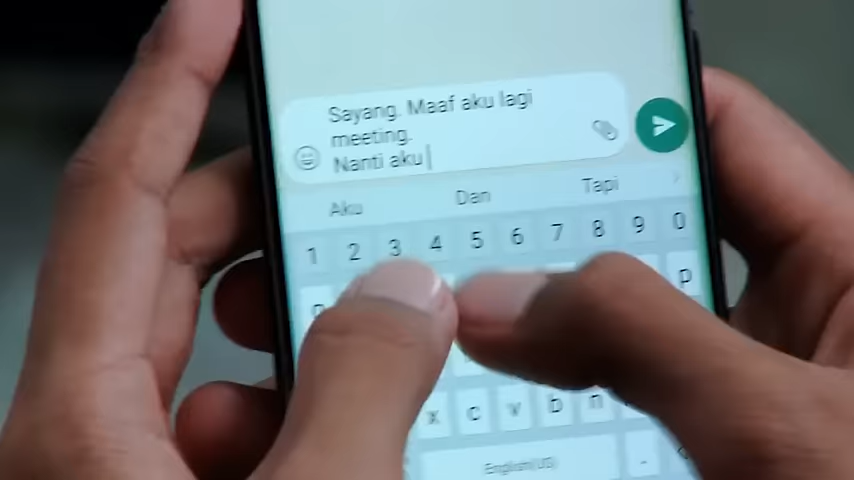 Sayang. Maaf aku lagi
meeting.
Nanti aku
Aku Dan Tapi
1 2 3 4 5 6 7 8 9 0
p
x c v b n
English (US) .